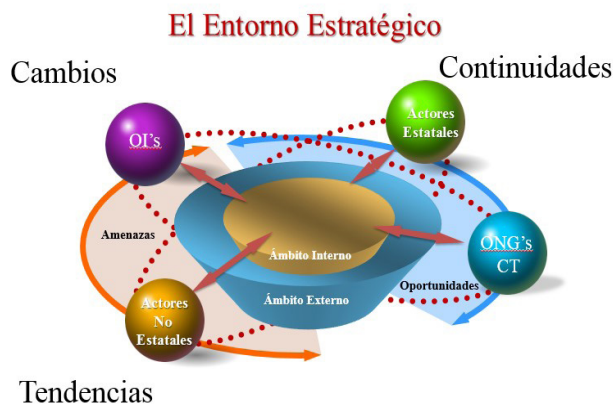 El Entorno Estratégico
Cambios
Continuidades
OI's
Actores
Estatales
Amenazas
Ámbito Interno
ONG's
CT
Ámbito Externo
Oportunidades
Actores
No
Estatales
Tendencias